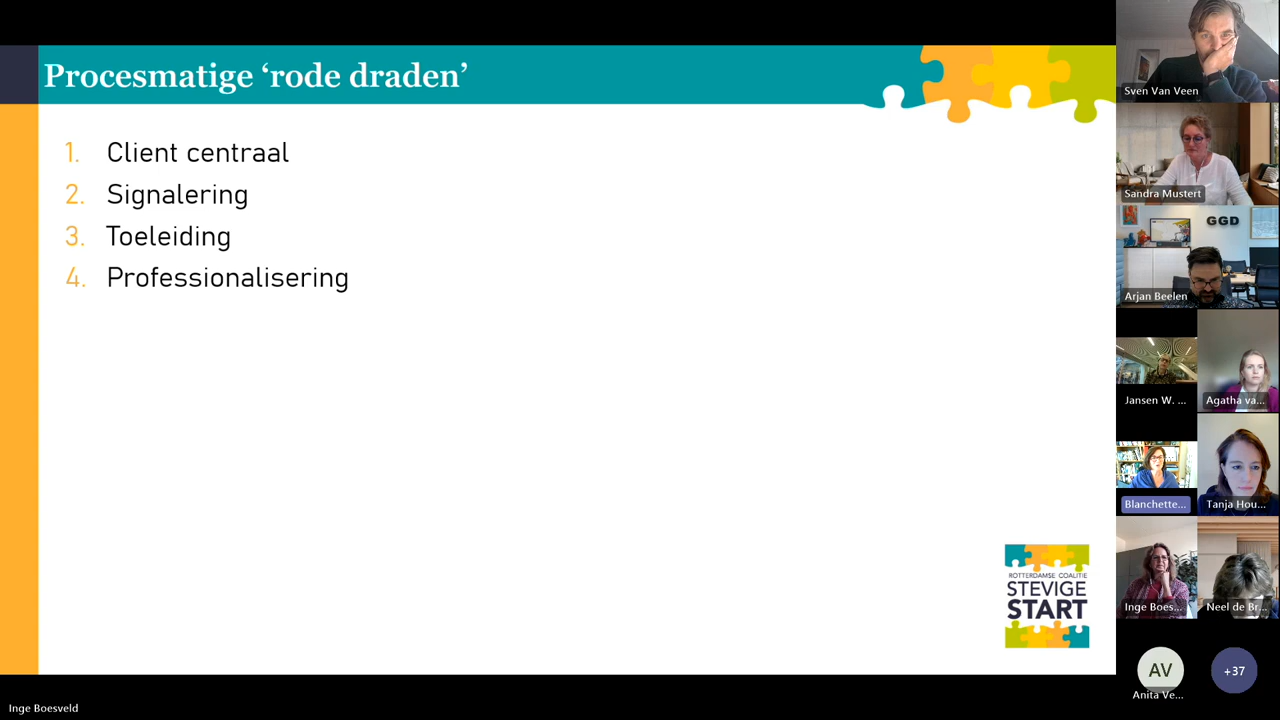 Procesmatige ‘rode draden’
1. Client centraal
2. Signalering
3. Toeleiding
4. Professionalisering
ROTTERDAMSE COALITIE
STEVIGE
START
Inge Boesveld
Sven Van Veen
Sandra Mustert
GGD
Arjan Beelen
Jansen W. ...
Agatha va...
Blanchette...
Tanja Hou...
Inge Boes...
Neel de Br...
AV
Anita Ve...
+37